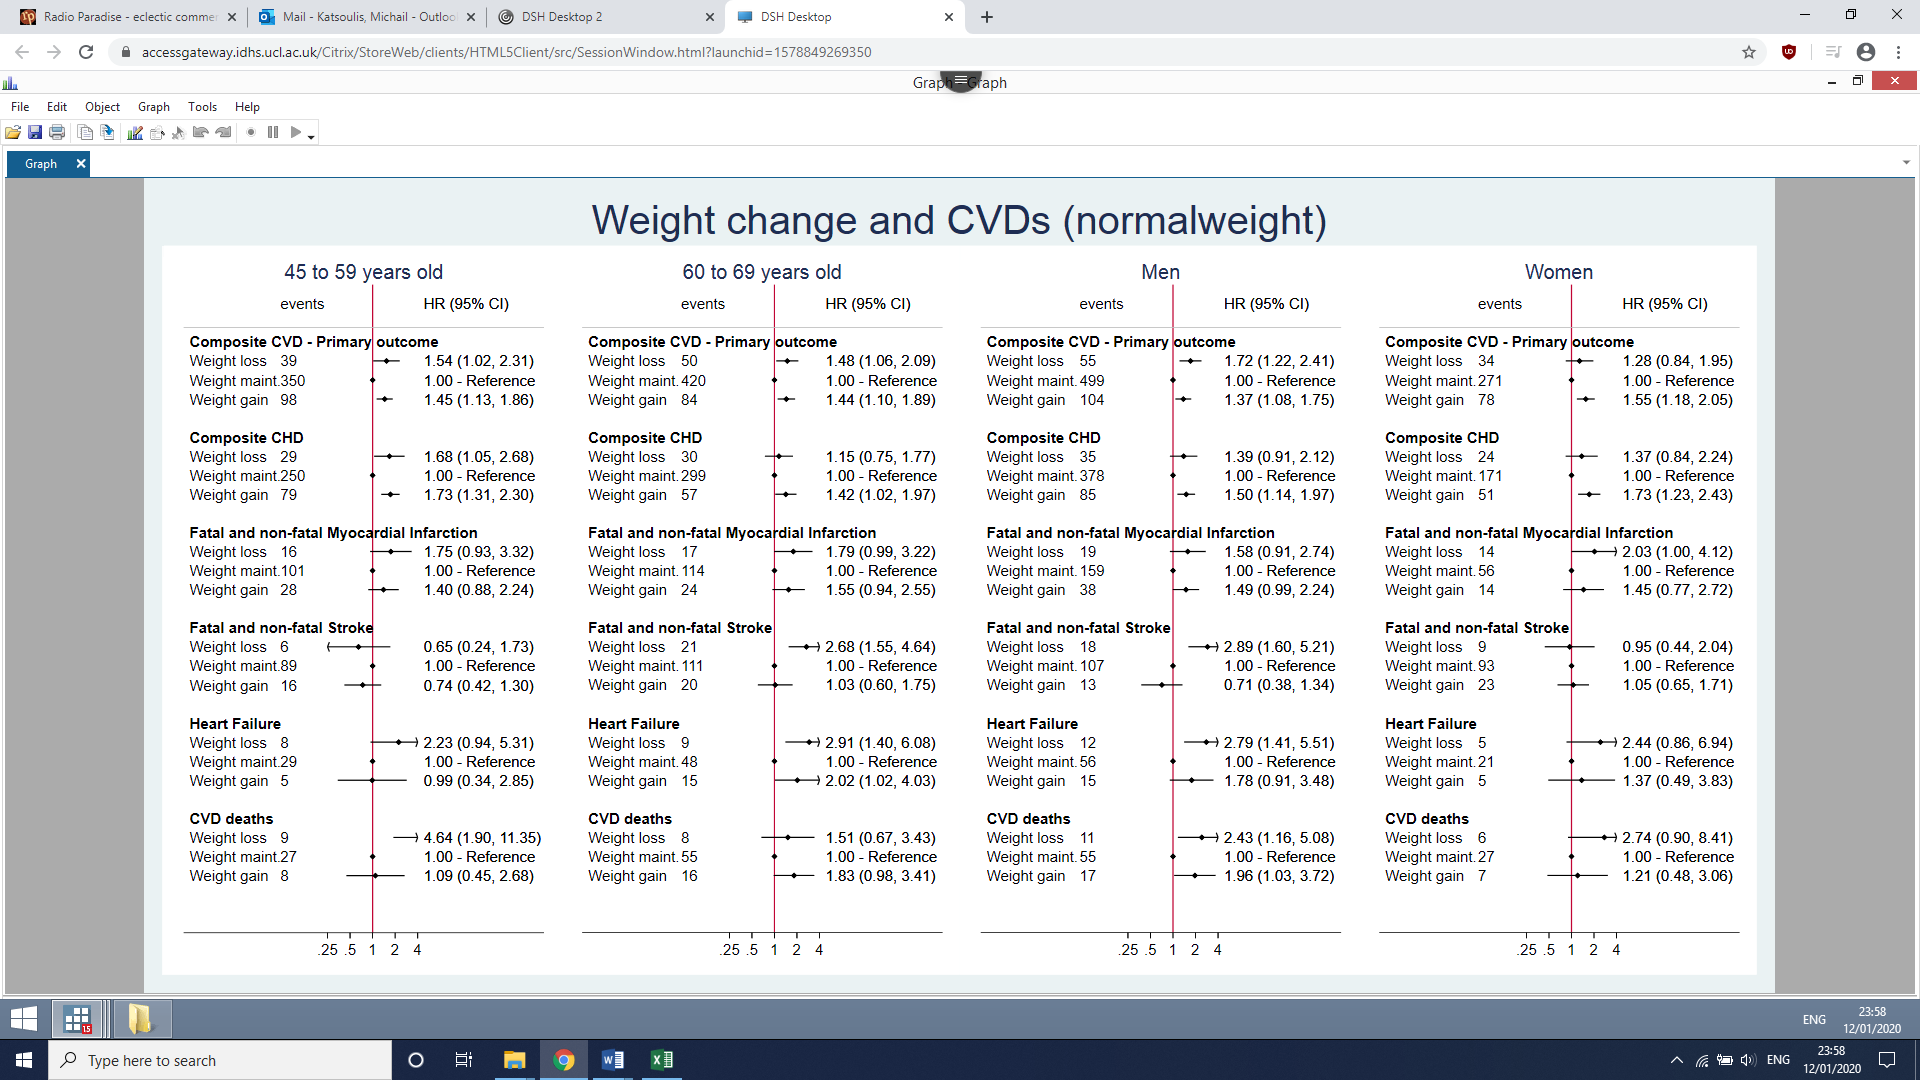 Radio Paradise - eclectic commer
Mail - Katsoulis, Michail - Outloo
DSH Desktop 2
DSH Desktop
accessgateway.idhs.ucl.ac.uk/Citrix/StoreWeb/clients/HTML5Client/src/SessionWindow.html?launchid=1578849269350
Graph - Graph
File Edit Object Graph Tools Help
Graph
Weight change and CVDs (normalweight)
45 to 59 years old
events HR (95% CI)
Composite CVD - Primary outcome
Weight loss 39 1.54 (1.02, 2.31)
Weight maint. 350 1.00 - Reference
Weight gain 98 1.45 (1.13, 1.86)
Composite CHD
Weight loss 29 1.68 (1.05, 2.68)
Weight maint. 250 1.00 - Reference
Weight gain 79 1.73 (1.31, 2.30)
Fatal and non-fatal Myocardial Infarction
Weight loss 16 1.75 (0.93, 3.32)
Weight maint. 101 1.00 - Reference
Weight gain 28 1.40 (0.88, 2.24)
Fatal and non-fatal Stroke
Weight loss 6 0.65 (0.24, 1.73)
Weight maint. 89 1.00 - Reference
Weight gain 16 0.74 (0.42, 1.30)
Heart Failure
Weight loss 8 2.23 (0.94, 5.31)
Weight maint. 29 1.00 - Reference
Weight gain 5 0.99 (0.34, 2.85)
CVD deaths
Weight loss 9 4.64 (1.90, 11.35)
Weight maint. 27 1.00 - Reference
Weight gain 8 1.09 (0.45, 2.68)
.25 .5 1 2 4
60 to 69 years old
events HR (95% CI)
Composite CVD - Primary outcome
Weight loss 50 1.48 (1.06, 2.09)
Weight maint. 420 1.00 - Reference
Weight gain 84 1.44 (1.10, 1.89)
Composite CHD
Weight loss 30 1.15 (0.75, 1.77)
Weight maint. 299 1.00 - Reference
Weight gain 57 1.42 (1.02, 1.97)
Fatal and non-fatal Myocardial Infarction
Weight loss 17 1.79 (0.99, 3.22)
Weight maint. 114 1.00 - Reference
Weight gain 24 1.55 (0.94, 2.55)
Fatal and non-fatal Stroke
Weight loss 21 2.68 (1.55, 4.64)
Weight maint. 111 1.00 - Reference
Weight gain 20 1.03 (0.60, 1.75)
Heart Failure
Weight loss 9 2.91 (1.40, 6.08)
Weight maint. 48 1.00 - Reference
Weight gain 15 2.02 (1.02, 4.03)
CVD deaths
Weight loss 8 1.51 (0.67, 3.43)
Weight maint. 55 1.00 - Reference
Weight gain 16 1.83 (0.98, 3.41)
.25 .5 1 2 4
Men
events HR (95% CI)
Composite CVD - Primary outcome
Weight loss 55 1.72 (1.22, 2.41)
Weight maint. 499 1.00 - Reference
Weight gain 104 1.37 (1.08, 1.75)
Composite CHD
Weight loss 35 1.39 (0.91, 2.12)
Weight maint. 378 1.00 - Reference
Weight gain 85 1.50 (1.14, 1.97)
Fatal and non-fatal Myocardial Infarction
Weight loss 19 1.58 (0.91, 2.74)
Weight maint. 159 1.00 - Reference
Weight gain 38 1.49 (0.99, 2.24)
Fatal and non-fatal Stroke
Weight loss 18 2.89 (1.60, 5.21)
Weight maint. 107 1.00 - Reference
Weight gain 13 0.71 (0.38, 1.34)
Heart Failure
Weight loss 12 2.79 (1.41, 5.51)
Weight maint. 56 1.00 - Reference
Weight gain 15 1.78 (0.91, 3.48)
CVD deaths
Weight loss 11 2.43 (1.16, 5.08)
Weight maint. 55 1.00 - Reference
Weight gain 17 1.96 (1.03, 3.72)
.25 .5 1 2 4
Women
events HR (95% CI)
Composite CVD - Primary outcome
Weight loss 34 1.28 (0.84, 1.95)
Weight maint. 271 1.00 - Reference
Weight gain 78 1.55 (1.18, 2.05)
Composite CHD
Weight loss 24 1.37 (0.84, 2.24)
Weight maint. 171 1.00 - Reference
Weight gain 51 1.73 (1.23, 2.43)
Fatal and non-fatal Myocardial Infarction
Weight loss 14 2.03 (1.00, 4.12)
Weight maint. 56 1.00 - Reference
Weight gain 14 1.45 (0.77, 2.72)
Fatal and non-fatal Stroke
Weight loss 9 0.95 (0.44, 2.04)
Weight maint. 93 1.00 - Reference
Weight gain 23 1.05 (0.65, 1.71)
Heart Failure
Weight loss 5 2.44 (0.86, 6.94)
Weight maint. 21 1.00 - Reference
Weight gain 5 1.37 (0.49, 3.83)
CVD deaths
Weight loss 6 2.74 (0.90, 8.41)
Weight maint. 27 1.00 - Reference
Weight gain 7 1.21 (0.48, 3.06)
.25 .5 1 2 4
15
ENG
23:58
12/01/2020
Type here to search
ENG
23:58
12/01/2020